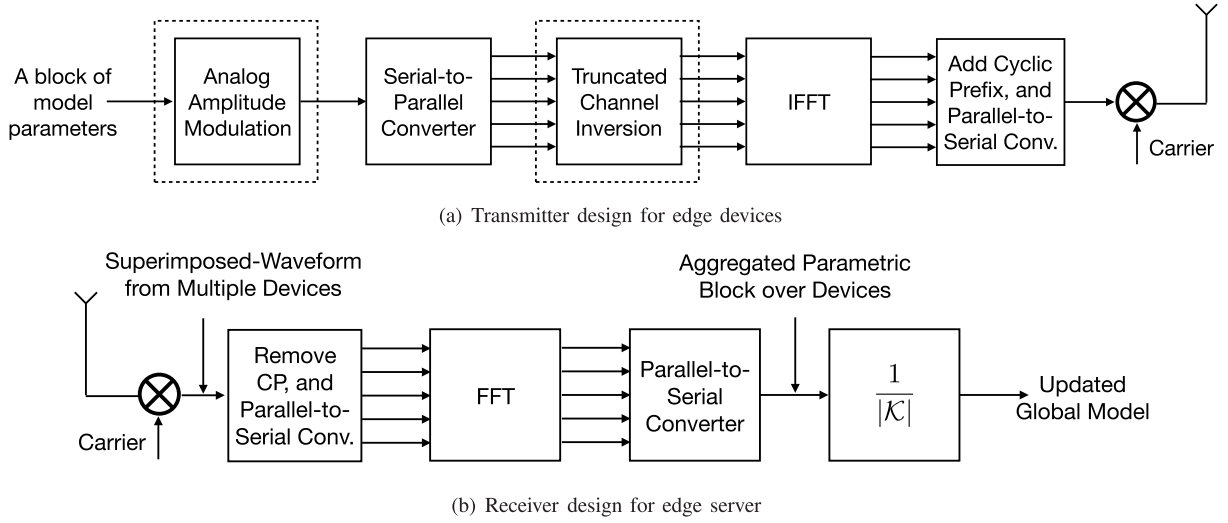 A block of
model
parameters
Analog
Amplitude
Modulation
Serial-to-
Parallel
Converter
Truncated
Channel
Inversion
IFFT
Add Cyclic
Prefix, and
Parallel-to-
Serial Conv.
Carrier
(a) Transmitter design for edge devices
Superimposed-Waveform
from Multiple Devices
Aggregated Parametric
Block over Devices
Carrier
Remove
CP, and
Parallel-to-
Serial Conv.
FFT
Parallel-to-
Serial
Converter
1
|𝒦|
Updated
Global Model
(b) Receiver design for edge server